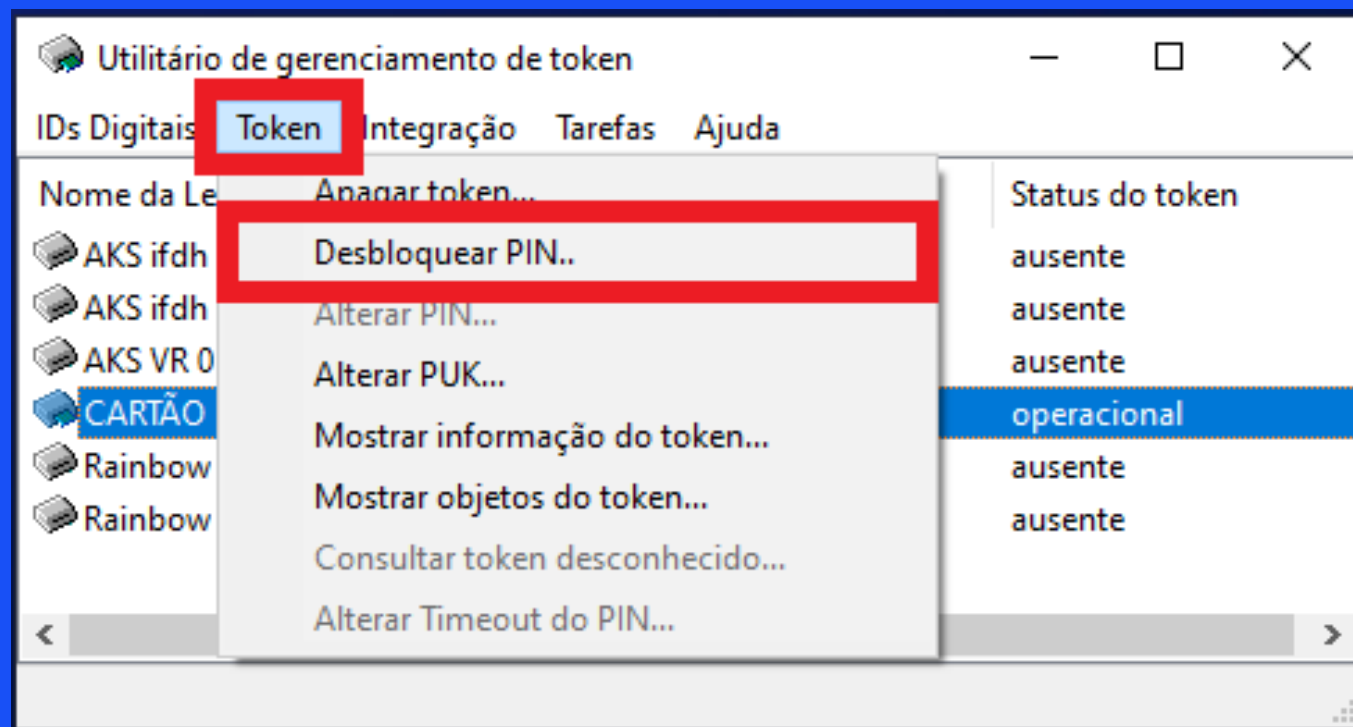 Utilitário de gerenciamento de token
IDs Digitais Token Integração Tarefas Ajuda
Nome da Le Status do token
Apagar token...
AKS ifdh ausente
Desbloquear PIN..
AKS ifdh ausente
Alterar PIN...
AKS VR 0 ausente
Alterar PUK...
CARTÃO operacional
Mostrar informação do token...
Rainbow ausente
Mostrar objetos do token...
Rainbow ausente
Consultar token desconhecido...
Alterar Timeout do PIN...